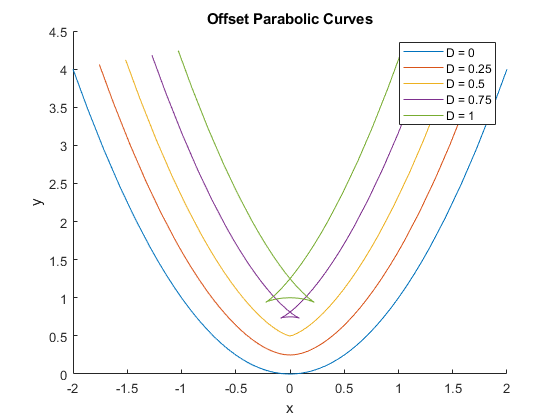 Offset Parabolic Curves
4.5
4
3.5
3
2.5
2
1.5
1
0.5
0
y
D = 0
D = 0.25
D = 0.5
D = 0.75
D = 1
-2 -1.5 -1 -0.5 0 0.5 1 1.5 2
x